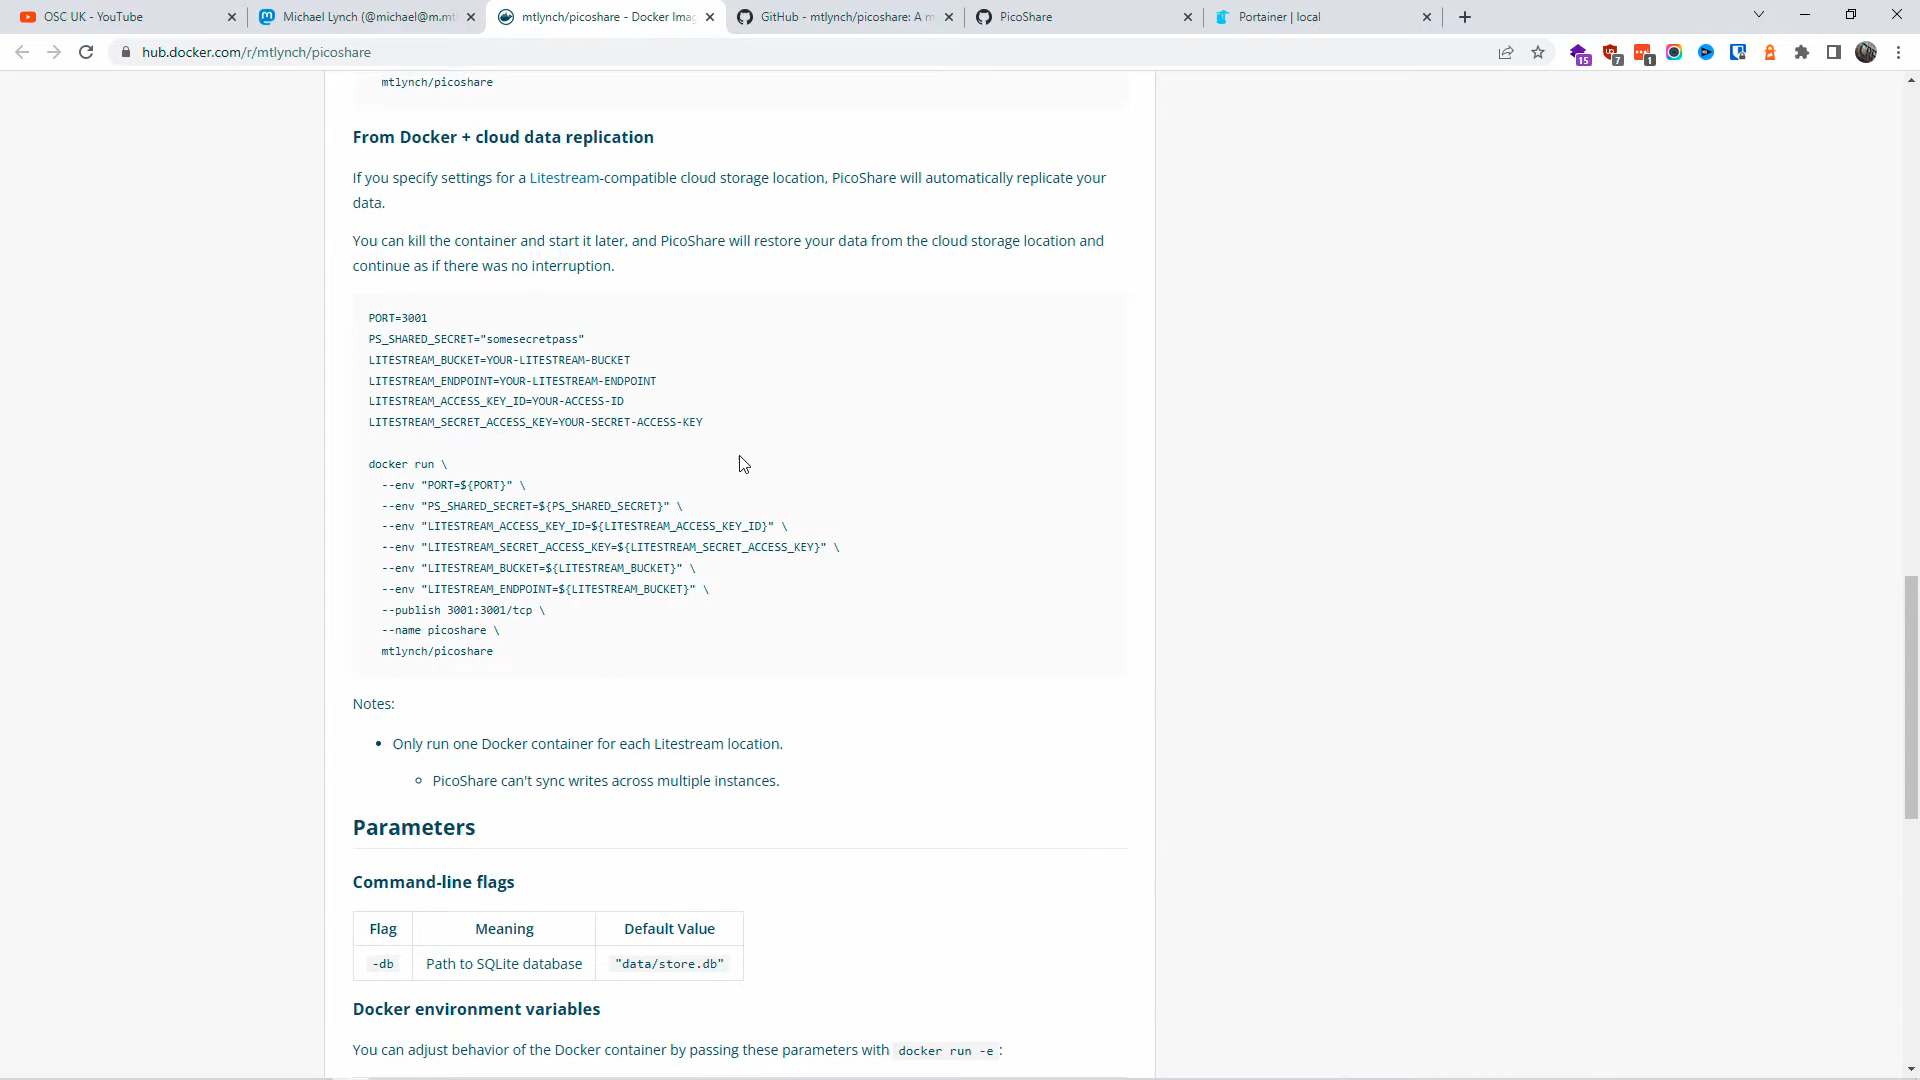 OSC UK - YouTube
Michael Lynch (@michael@m.mt
mtlynch/picoshare - Docker Imag
GitHub - mtlynch/picoshare: A m
PicoShare
Portainer | local
hub.docker.com/r/mtlynch/picoshare
15
7
1
mtlynch/picoshare
From Docker + cloud data replication
If you specify settings for a Litestream-compatible cloud storage location, PicoShare will automatically replicate your
data.
You can kill the container and start it later, and PicoShare will restore your data from the cloud storage location and
continue as if there was no interruption.
PORT=3001
PS_SHARED_SECRET="somesecretpass"
LITESTREAM_BUCKET=YOUR-LITESTREAM-BUCKET
LITESTREAM_ENDPOINT=YOUR-LITESTREAM-ENDPOINT
LITESTREAM_ACCESS_KEY_ID=YOUR-ACCESS-ID
LITESTREAM_SECRET_ACCESS_KEY=YOUR-SECRET-ACCESS-KEY
docker run \
--env "PORT=${PORT}" \
--env "PS_SHARED_SECRET=${PS_SHARED_SECRET}" \
--env "LITESTREAM_ACCESS_KEY_ID=${LITESTREAM_ACCESS_KEY_ID}" \
--env "LITESTREAM_SECRET_ACCESS_KEY=${LITESTREAM_SECRET_ACCESS_KEY}" \
--env "LITESTREAM_BUCKET=${LITESTREAM_BUCKET}" \
--env "LITESTREAM_ENDPOINT=${LITESTREAM_BUCKET}" \
--publish 3001:3001/tcp \
--name picoshare \
mtlynch/picoshare
Notes:
• Only run one Docker container for each Litestream location.
◦ PicoShare can't sync writes across multiple instances.
Parameters
Command-line flags
Flag Meaning Default Value
-db Path to SQLite database "data/store.db"
Docker environment variables
You can adjust behavior of the Docker container by passing these parameters with docker run -e :